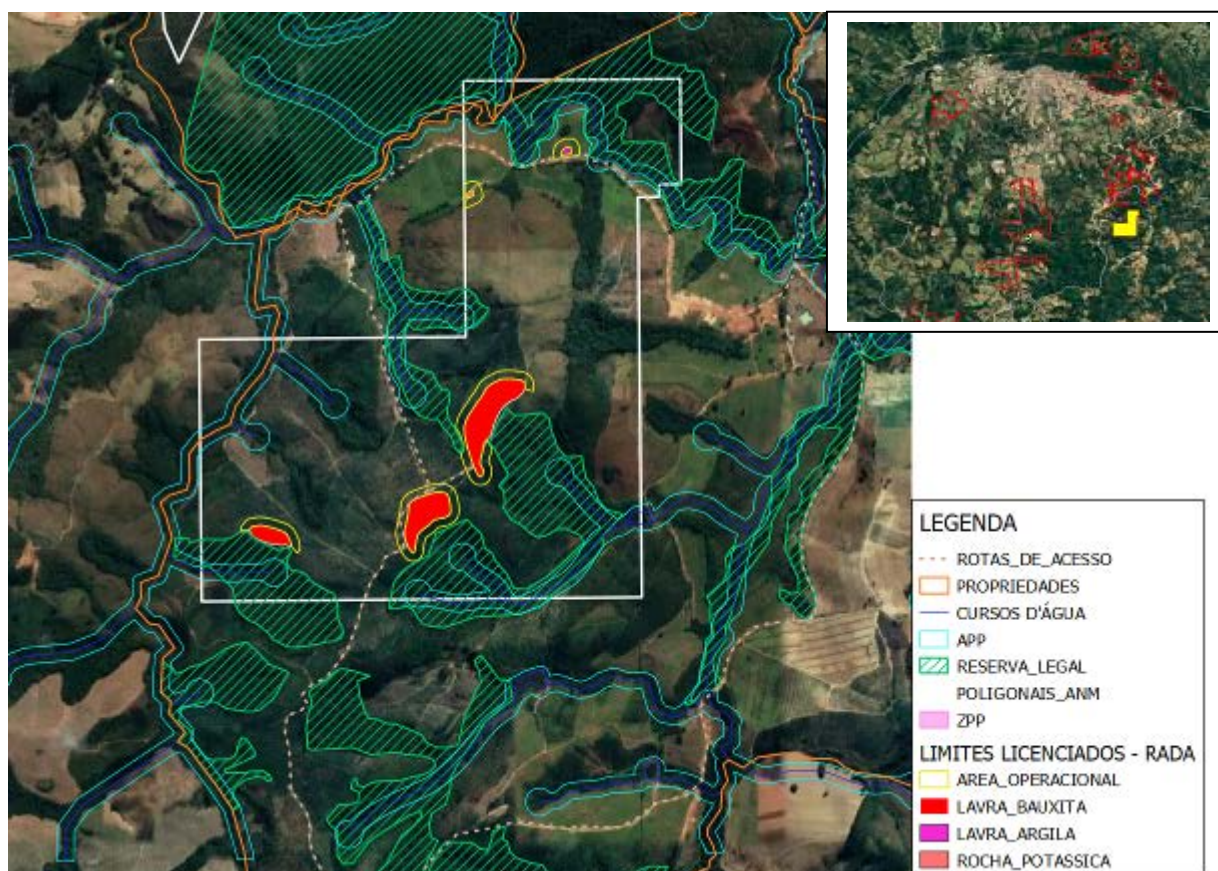 LEGENDA
ROTAS_DE_ACESSO
PROPRIEDADES
CURSOS D'ÁGUA
APP
RESERVA_LEGAL
POLIGONAIS_ANM
ZPP
LIMITES LICENCIADOS - RADA
AREA_OPERACIONAL
LAVRA_BAUXITA
LAVRA_ARGILA
ROCHA_POTASSICA